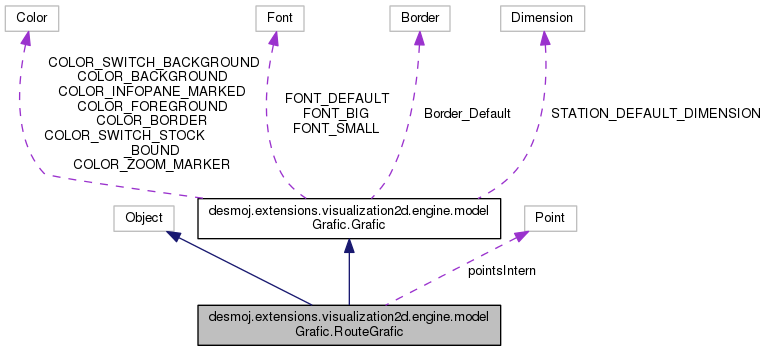 Color
Font
Border
Dimension
COLOR_SWITCH_BACKGROUND
COLOR_BACKGROUND
COLOR_INFOPANE_MARKED
COLOR_FOREGROUND
COLOR_BORDER
COLOR_SWITCH_STOCK
_BOUND
COLOR_ZOOM_MARKER
FONT_DEFAULT
FONT_BIG
FONT_SMALL
Border_Default
STATION_DEFAULT_DIMENSION
Object
desmoj.extensions.visualization2d.engine.model
Grafic.Grafic
Point
pointsIntern
desmoj.extensions.visualization2d.engine.model
Grafic.RouteGrafic